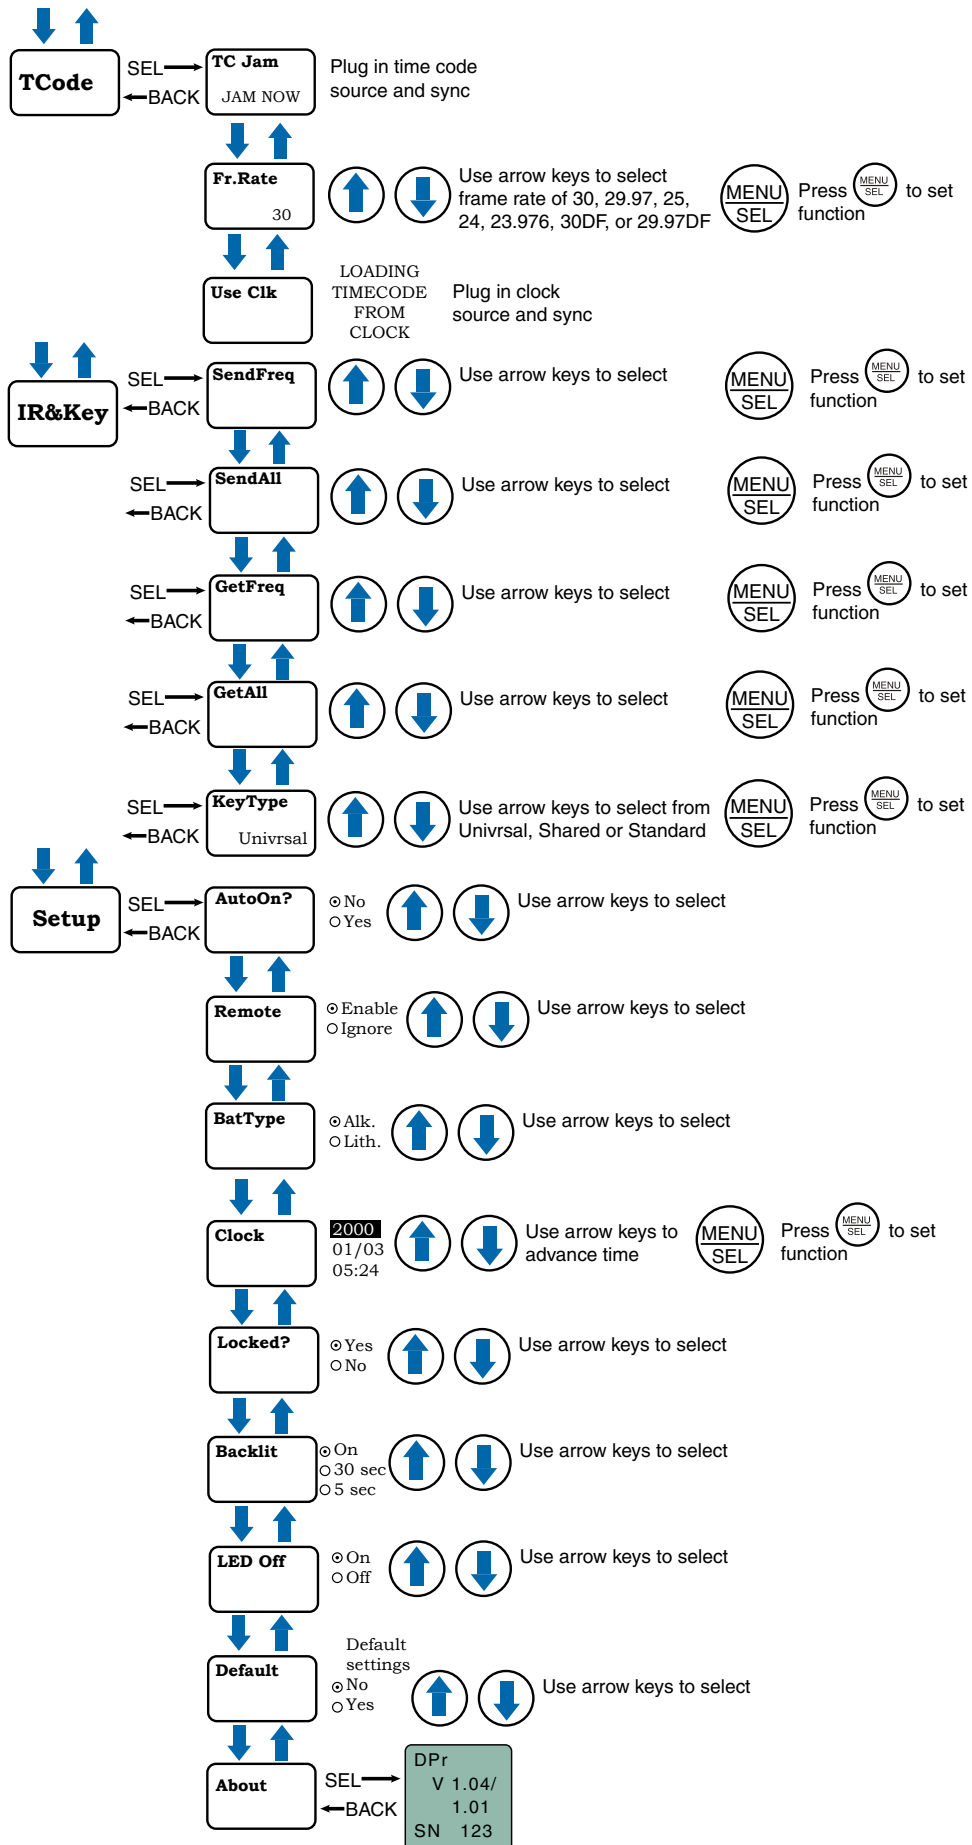 TCode
SEL
BACK
TC Jam
JAM NOW
Plug in time code
source and sync
Fr.Rate
30
Use arrow keys to select
frame rate of 30, 29.97, 25,
24, 23.976, 30DF, or 29.97DF
MENU
SEL
Press MENU SEL to set
function
Use Clk
LOADING
TIMECODE
FROM
CLOCK
Plug in clock
source and sync
IR&Key
SEL
BACK
SendFreq
Use arrow keys to select
MENU
SEL
Press MENU SEL to set
function
SEL
BACK
SendAll
Use arrow keys to select
MENU
SEL
Press MENU SEL to set
function
SEL
BACK
GetFreq
Use arrow keys to select
MENU
SEL
Press MENU SEL to set
function
SEL
BACK
GetAll
Use arrow keys to select
MENU
SEL
Press MENU SEL to set
function
SEL
BACK
KeyType
Univrsal
Use arrow keys to select from
Univrsal, Shared or Standard
MENU
SEL
Press MENU SEL to set
function
Setup
SEL
BACK
AutoOn?
No
Yes
Use arrow keys to select
Remote
Enable
Ignore
Use arrow keys to select
BatType
Alk.
Lith.
Use arrow keys to select
Clock
2000
01/03
05:24
Use arrow keys to
advance time
MENU
SEL
Press MENU SEL to set
function
Locked?
Yes
No
Use arrow keys to select
Backlit
On
30 sec
5 sec
Use arrow keys to select
LED Off
On
Off
Use arrow keys to select
Default
Default
settings
No
Yes
Use arrow keys to select
About
SEL
BACK
DPr
V 1.04/
1.01
SN 123